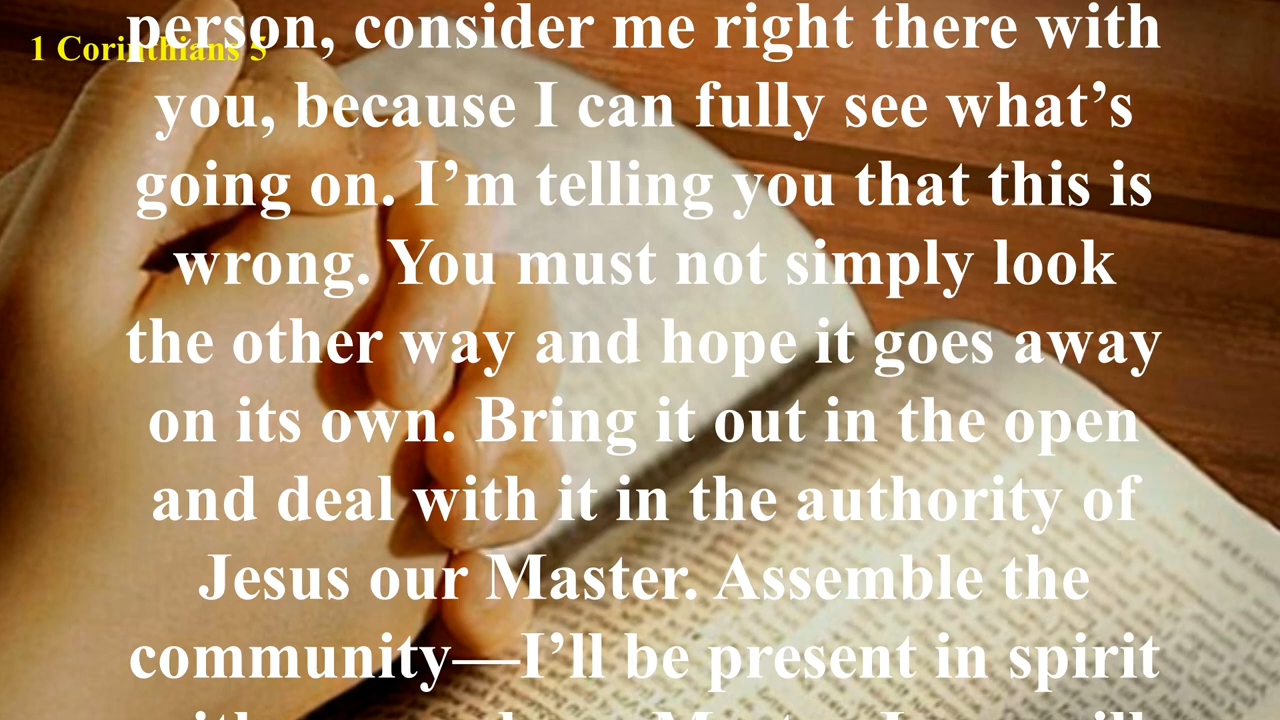 1 Corinthians 5
person, consider me right there with
you, because I can fully see what’s
going on. I’m telling you that this is
wrong. You must not simply look
the other way and hope it goes away
on its own. Bring it out in the open
and deal with it in the authority of
Jesus our Master. Assemble the
community—I’ll be present in spirit